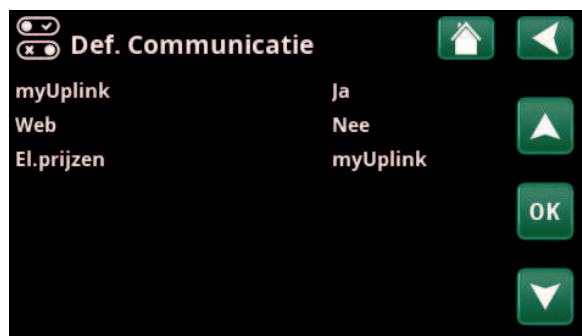 Def. Communicatie
myUplink Ja
Web Nee
El.prijzen myUplink
OK